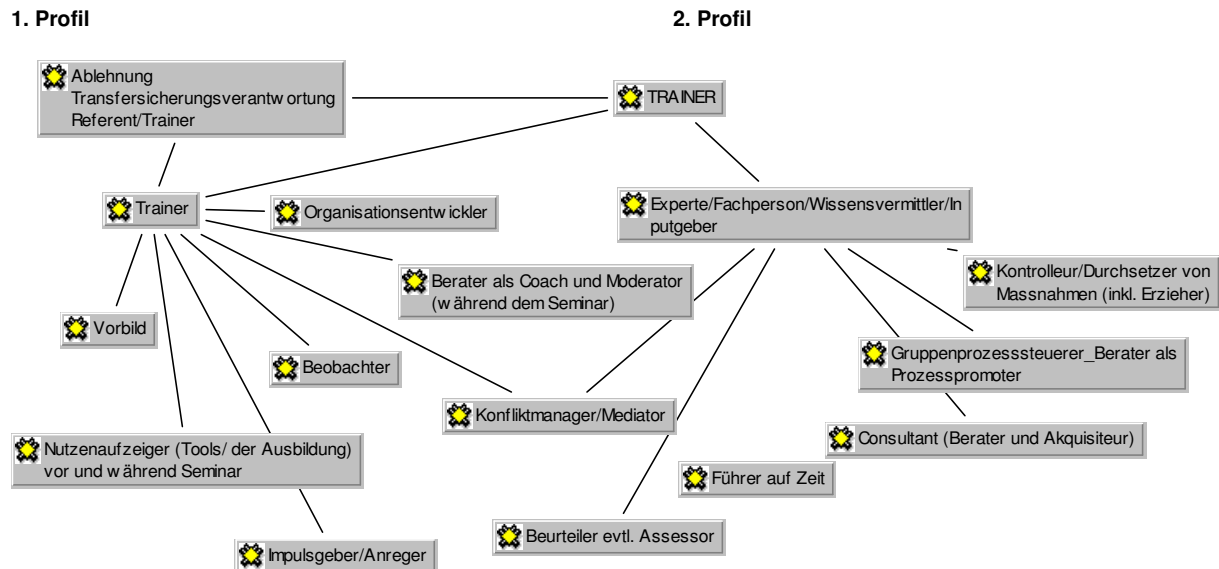 1. Profil
2. Profil
Ablehnung
Transfersicherungsverantwortung
Referent/Trainer
TRAINER
Trainer
Organisationsentwickler
Experte/Fachperson/Wissensvermittler/In
putgeber
Berater als Coach und Moderator
(während dem Seminar)
Kontrolleur/Durchsetzer von
Massnahmen (inkl. Erzieher)
Vorbild
Beobachter
Gruppenprozesssteuerer_Berater als
Prozesspromoter
Konfliktmanager/Mediator
Consultant (Berater und Akquisiteur)
Nutzenaufzeiger (Tools/ der Ausbildung)
vor und während Seminar
Führer auf Zeit
Beurteiler evtl. Assessor
Impulsgeber/Anreger